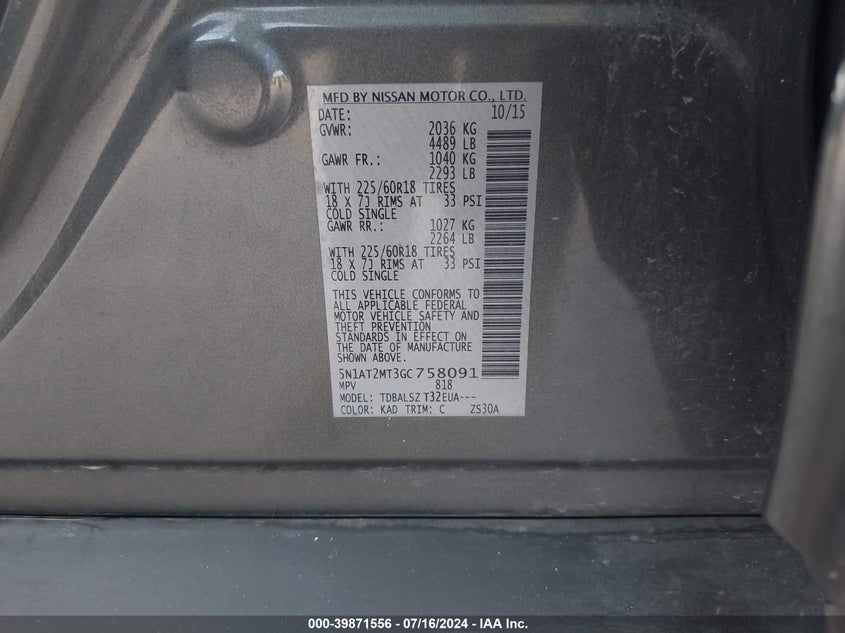 MFD BY NISSAN MOTOR CO., LTD.
DATE: 10/15
GVWR: 2036 KG
4489 LB
GAWR FR.: 1040 KG
2293 LB
WITH 225/60R18 TIRES
18 X 7J RIMS AT 33 PSI
COLD SINGLE
GAWR RR.: 1027 KG
2264 LB
WITH 225/60R18 TIRES
18 X 7J RIMS AT 33 PSI
COLD SINGLE
THIS VEHICLE CONFORMS TO
ALL APPLICABLE FEDERAL
MOTOR VEHICLE SAFETY AND
THEFT PREVENTION
STANDARDS IN EFFECT ON
THE DATE OF MANUFACTURE
SHOWN ABOVE.
5N1AT2MT3GC758091
MPV 818
MODEL: TDBALSZ T32EUA---
COLOR: KAD TRIM: C ZS30A
000-39871556 / 07/16/2024 - IAA Inc.